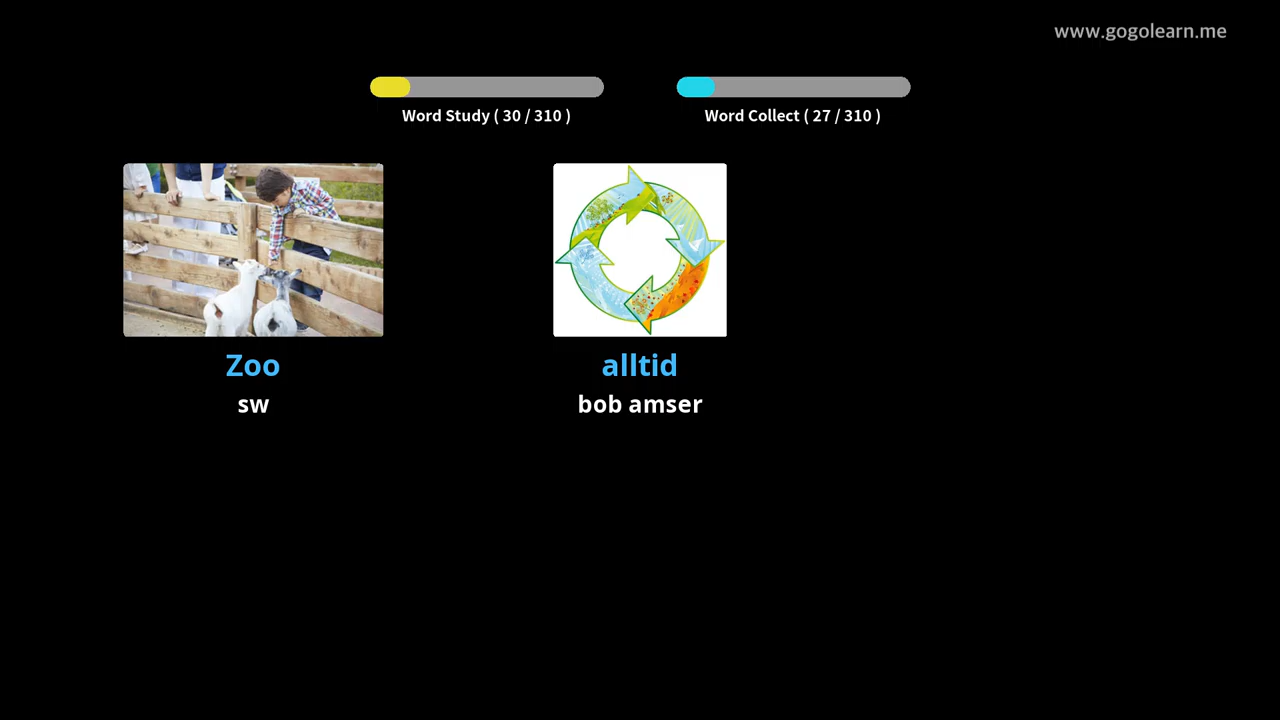 www.gogolearn.me
Word Study ( 30 / 310 )
Word Collect ( 27 / 310 )
Zoo
sw
alltid
bob amser